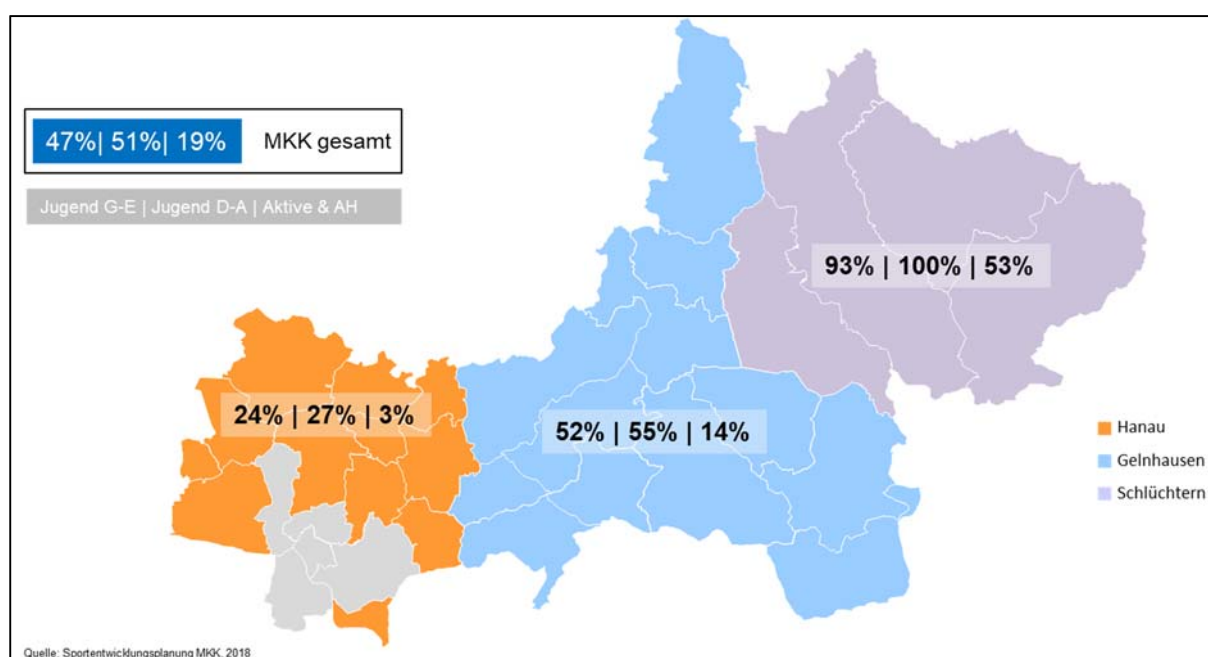 47%| 51%| 19% MKK gesamt
Jugend G-E | Jugend D-A | Aktive & AH
93% | 100% | 53%
24% | 27% | 3%
52% | 55% | 14%
Hanau
Gelnhausen
Schlüchtern
Quelle: Sportentwicklungsplanung MKK, 2018